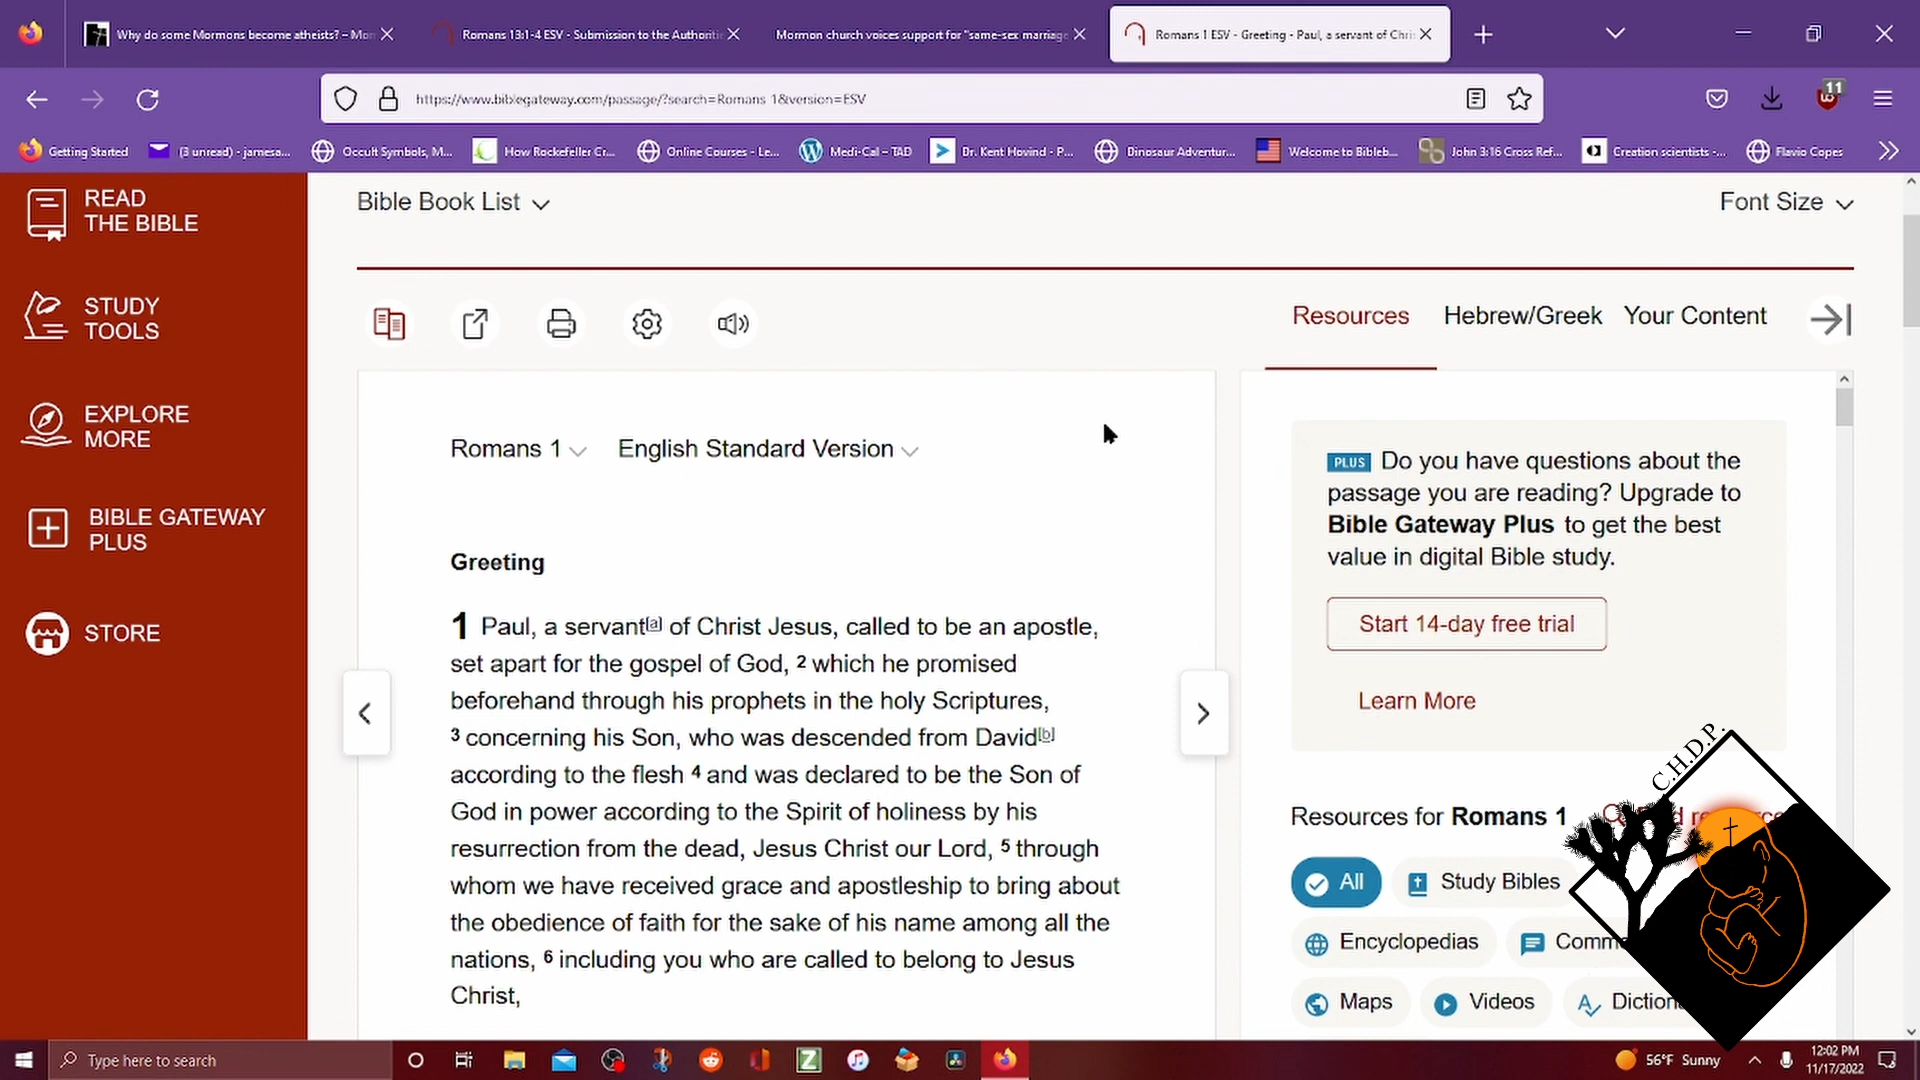 Why do some Mormons become atheists? – Mor
Romans 13:1-4 ESV - Submission to the Authoriti
Mormon church voices support for "same-sex marriage
Romans 1 ESV - Greeting - Paul, a servant of Chri
https://www.biblegateway.com/passage/?search=Romans 1&version=ESV
11
Getting Started
(3 unread) - jamesa...
Occult Symbols, M...
How Rockefeller Cr...
Online Courses - Le...
Medi-Cal – TAD
Dr. Kent Hovind - P...
Dinosaur Adventur...
Welcome to Bibleb...
John 3:16 Cross Ref...
Creation scientists -...
Flavio Copes
READ
THE BIBLE
STUDY
TOOLS
EXPLORE
MORE
BIBLE GATEWAY
PLUS
STORE
Bible Book List
Font Size
Resources
Hebrew/Greek
Your Content
Romans 1
English Standard Version
Greeting
1 Paul, a servant[a] of Christ Jesus, called to be an apostle,
set apart for the gospel of God, 2 which he promised
beforehand through his prophets in the holy Scriptures,
3 concerning his Son, who was descended from David[b]
according to the flesh 4 and was declared to be the Son of
God in power according to the Spirit of holiness by his
resurrection from the dead, Jesus Christ our Lord, 5 through
whom we have received grace and apostleship to bring about
the obedience of faith for the sake of his name among all the
nations, 6 including you who are called to belong to Jesus
Christ,
PLUS Do you have questions about the
passage you are reading? Upgrade to
Bible Gateway Plus to get the best
value in digital Bible study.
Start 14-day free trial
Learn More
C.H.D.P.
Resources for Romans 1
All
Study Bibles
Encyclopedias
Comm
Maps
Videos
Diction
Type here to search
56°F Sunny
12:02 PM
11/17/2022